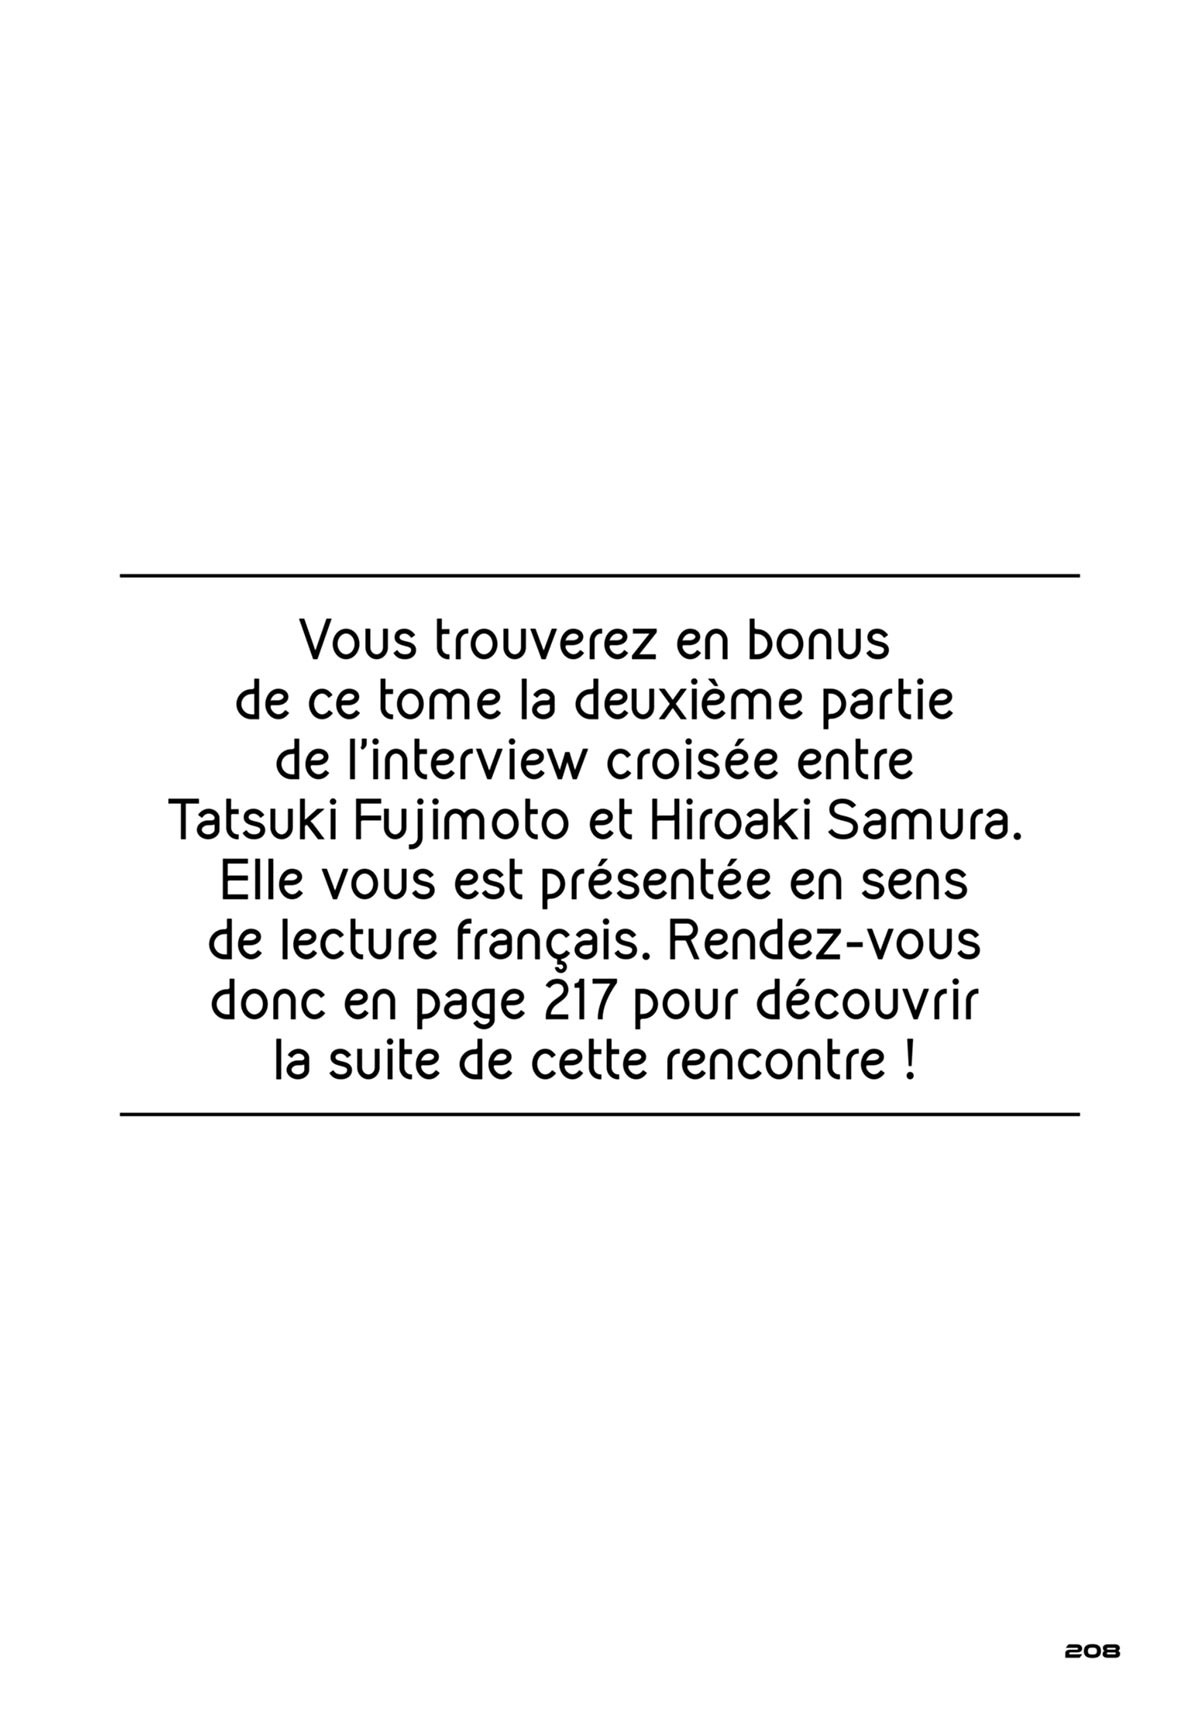 Vous trouverez en bonus
de ce tome la deuxième partie
de l'interview croisée entre
Tatsuki Fujimoto et Hiroaki Samura.
Elle vous est présentée en sens
de lecture français. Rendez-vous
donc en page 217 pour découvrir
la suite de cette rencontre !
208